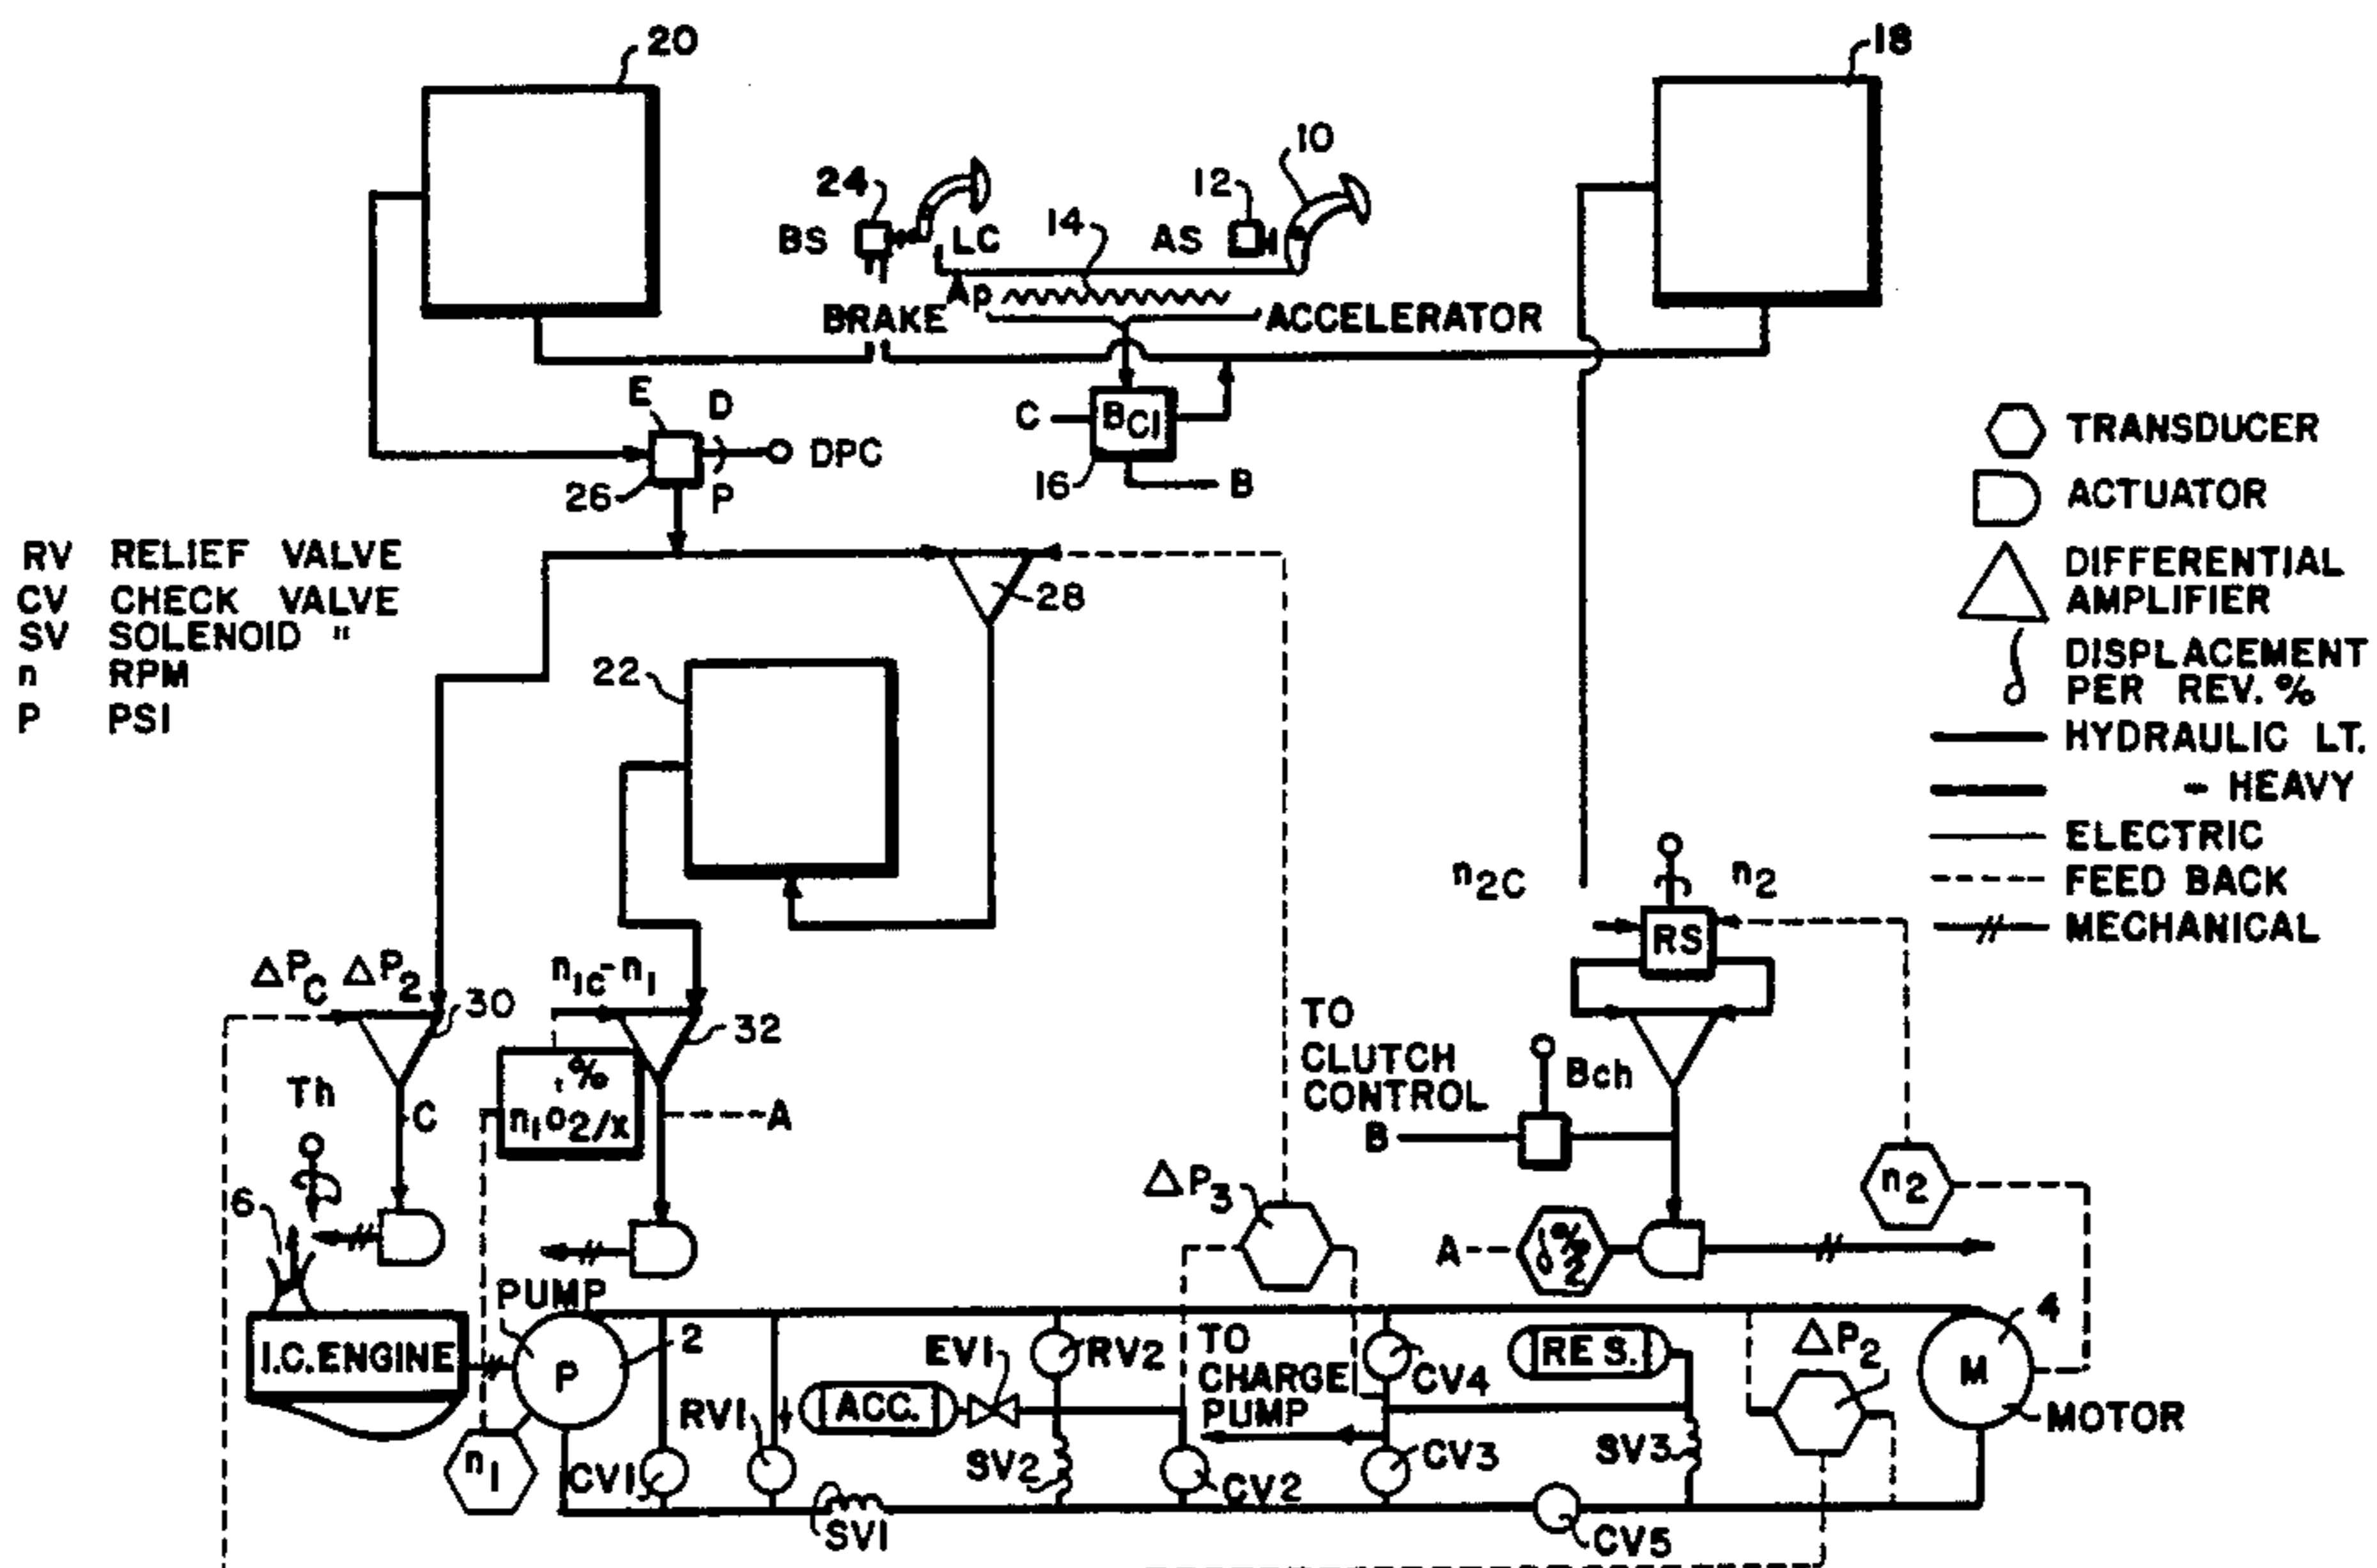 20
18
10
24
12
14
BS
LC
AS
Ap
BRAKE
ACCELERATOR
E
D
DPC
C
BCI
26
P
16
B
TRANSDUCER
ACTUATOR
DIFFERENTIAL
AMPLIFIER
DISPLACEMENT
PER REV. %
HYDRAULIC LT.
" HEAVY
ELECTRIC
FEED BACK
MECHANICAL
RV RELIEF VALVE
CV CHECK VALVE
SV SOLENOID "
n RPM
P PSI
28
22
n2C
n2
RS
ΔPC ΔP2
30
n1c-n1
32
TO
CLUTCH
CONTROL
Bch
B
Th
C
%
A
6
ΔP3
n2
A
%
2
PUMP
2
4
I.C. ENGINE
P
RV1
ACC.
EV1
RV2
TO
CHARGE
PUMP
CV4
RES.
ΔP2
M
MOTOR
n1
CV1
SV1
SV2
CV2
CV3
SV3
CV5